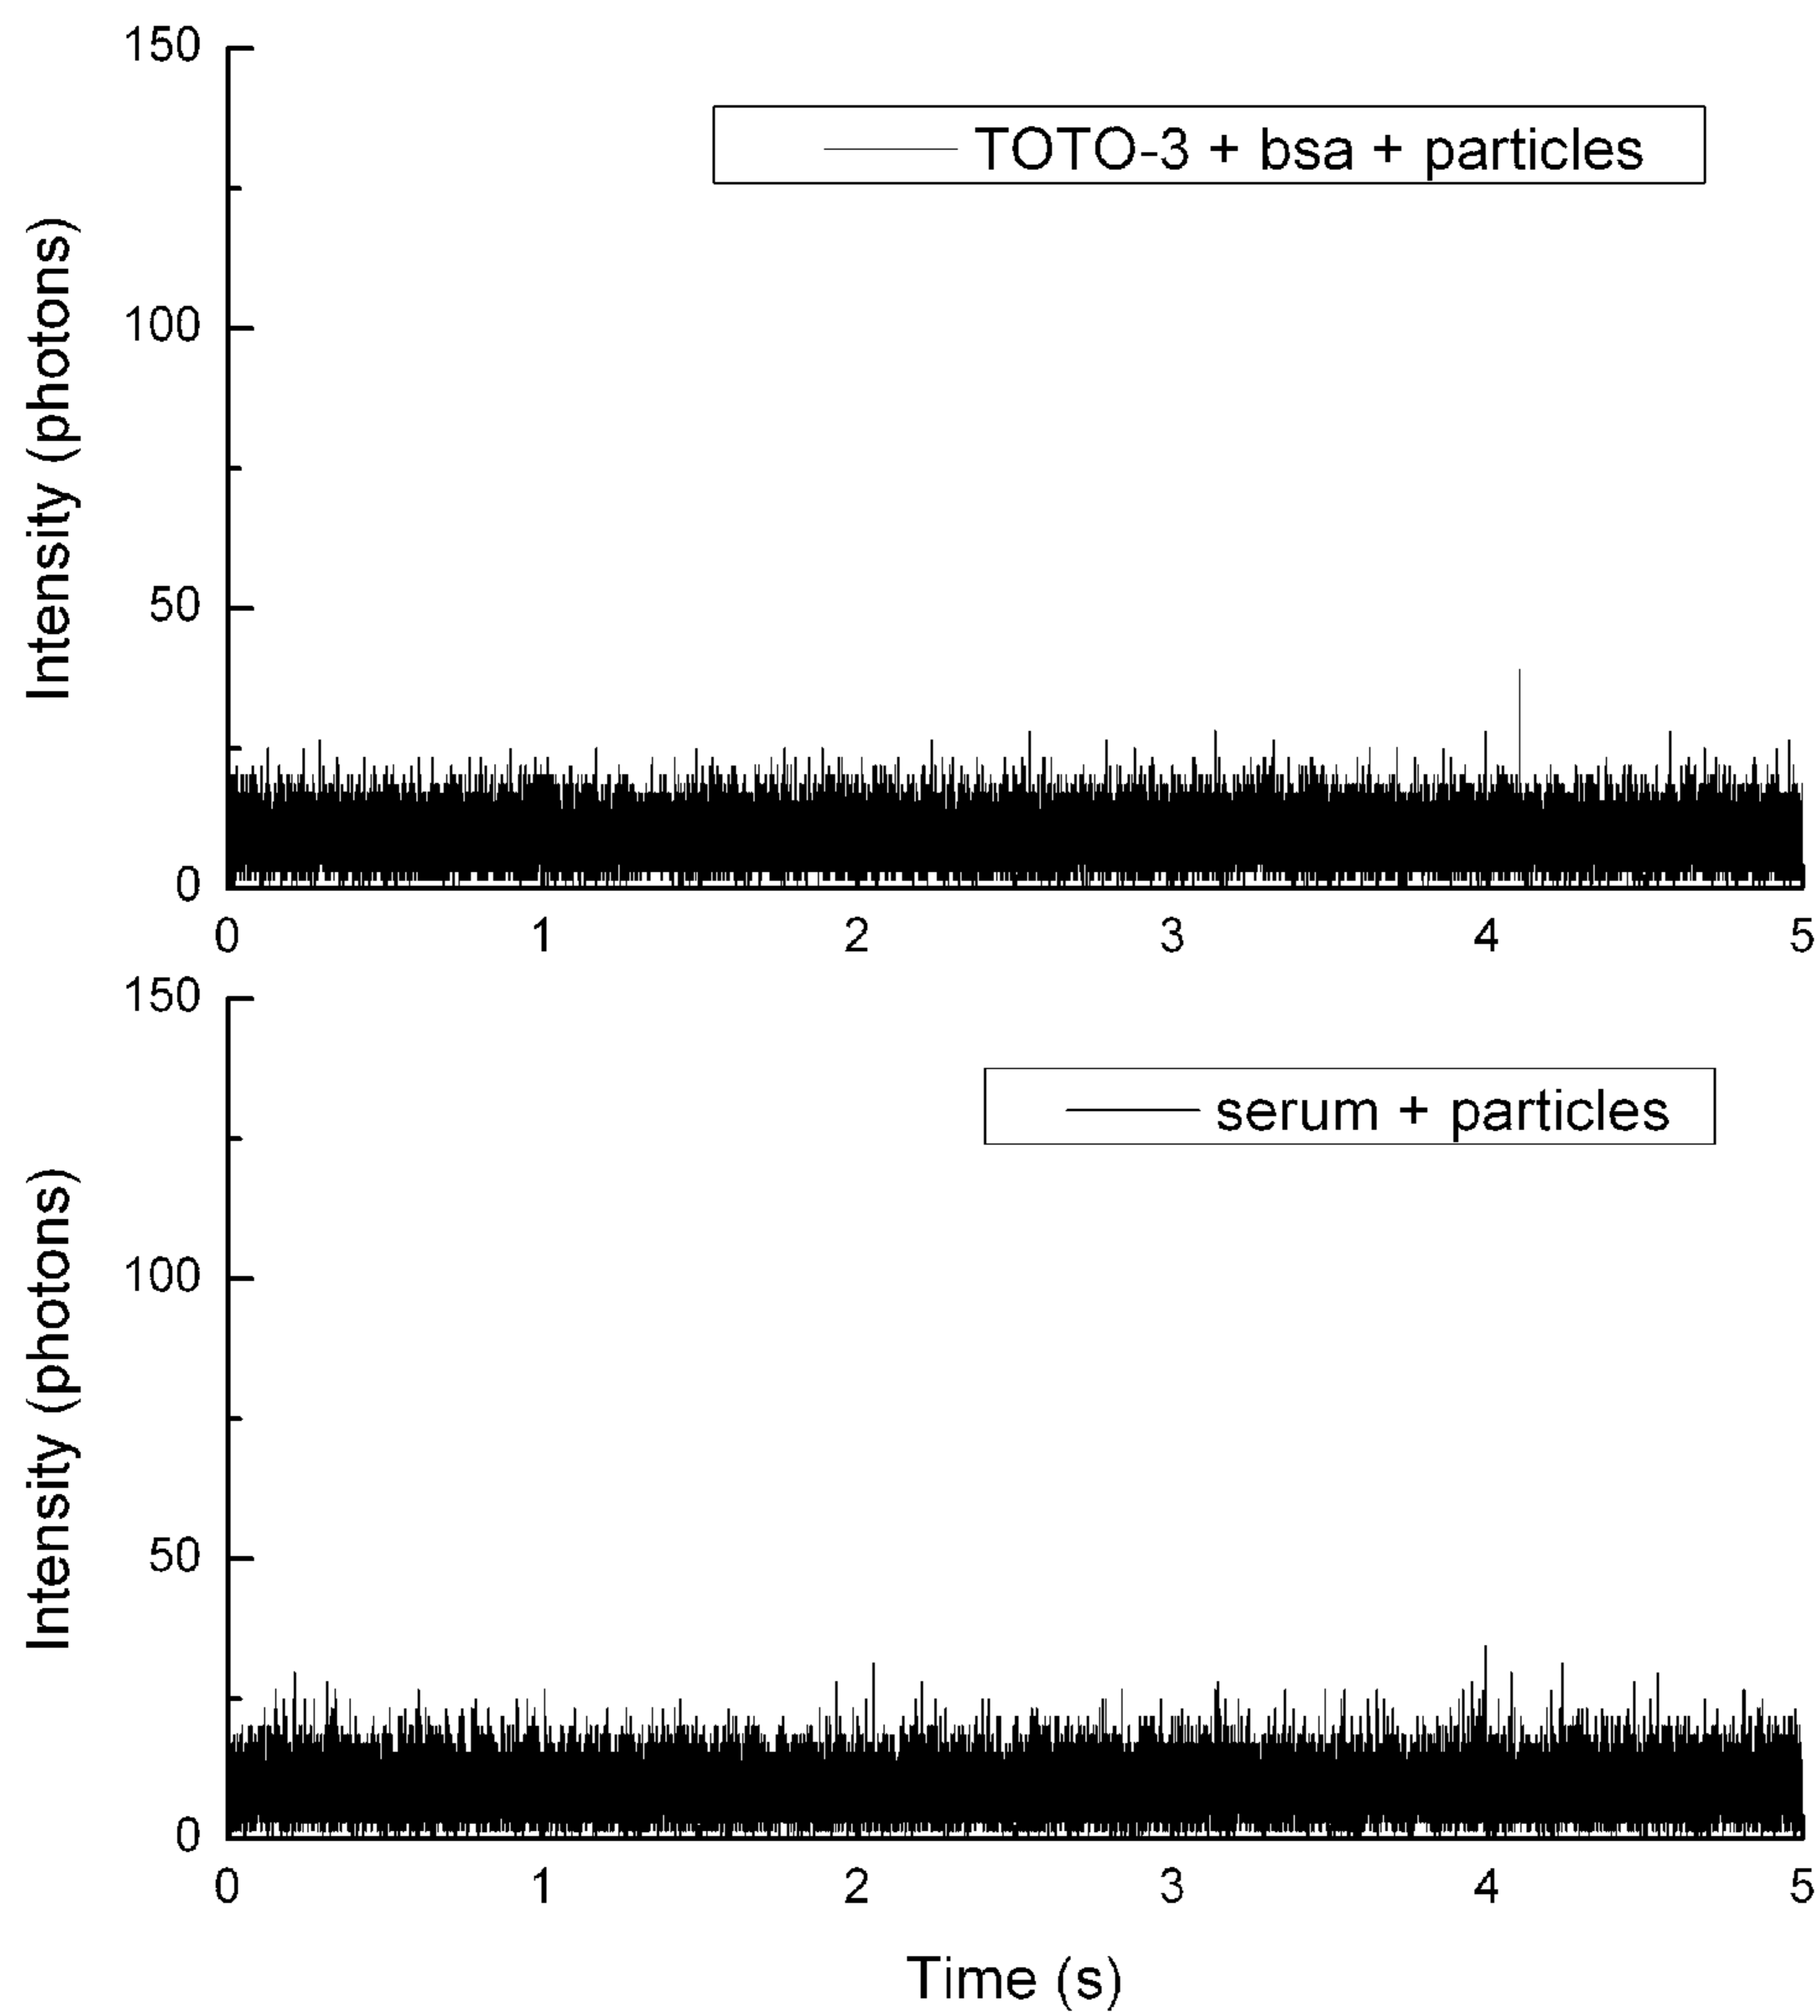 150
TOTO-3 + bsa + particles
100
50
0
Intensity (photons)
0 1 2 3 4 5
150
serum + particles
100
50
0
Intensity (photons)
0 1 2 3 4 5
Time (s)